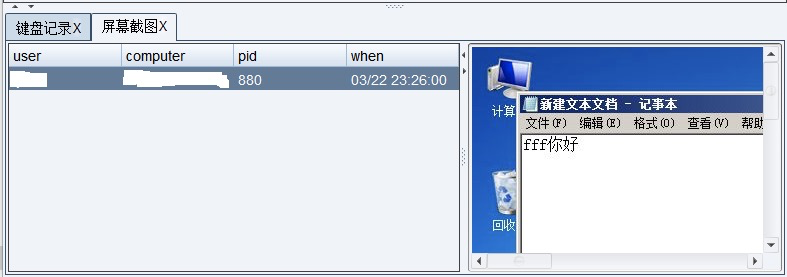 键盘记录X 屏幕截图X
user computer pid when
880 03/22 23:26:00
计算
新建文本文档 - 记事本
文件(F) 编辑(E) 格式(O) 查看(V) 帮助
fff你好
回收